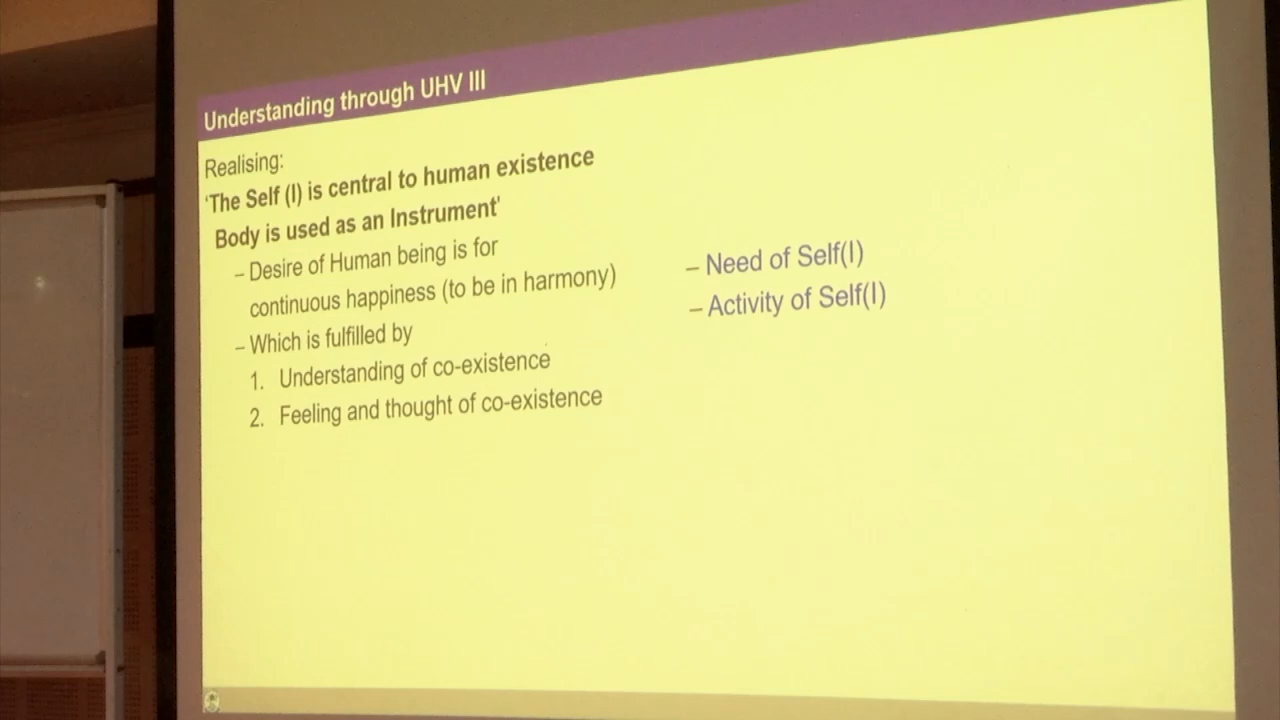 Understanding through UHV III
Realising:
'The Self (I) is central to human existence
Body is used as an Instrument'
– Desire of Human being is for
continuous happiness (to be in harmony)
– Which is fulfilled by
1. Understanding of co-existence
2. Feeling and thought of co-existence
– Need of Self(I)
– Activity of Self(I)